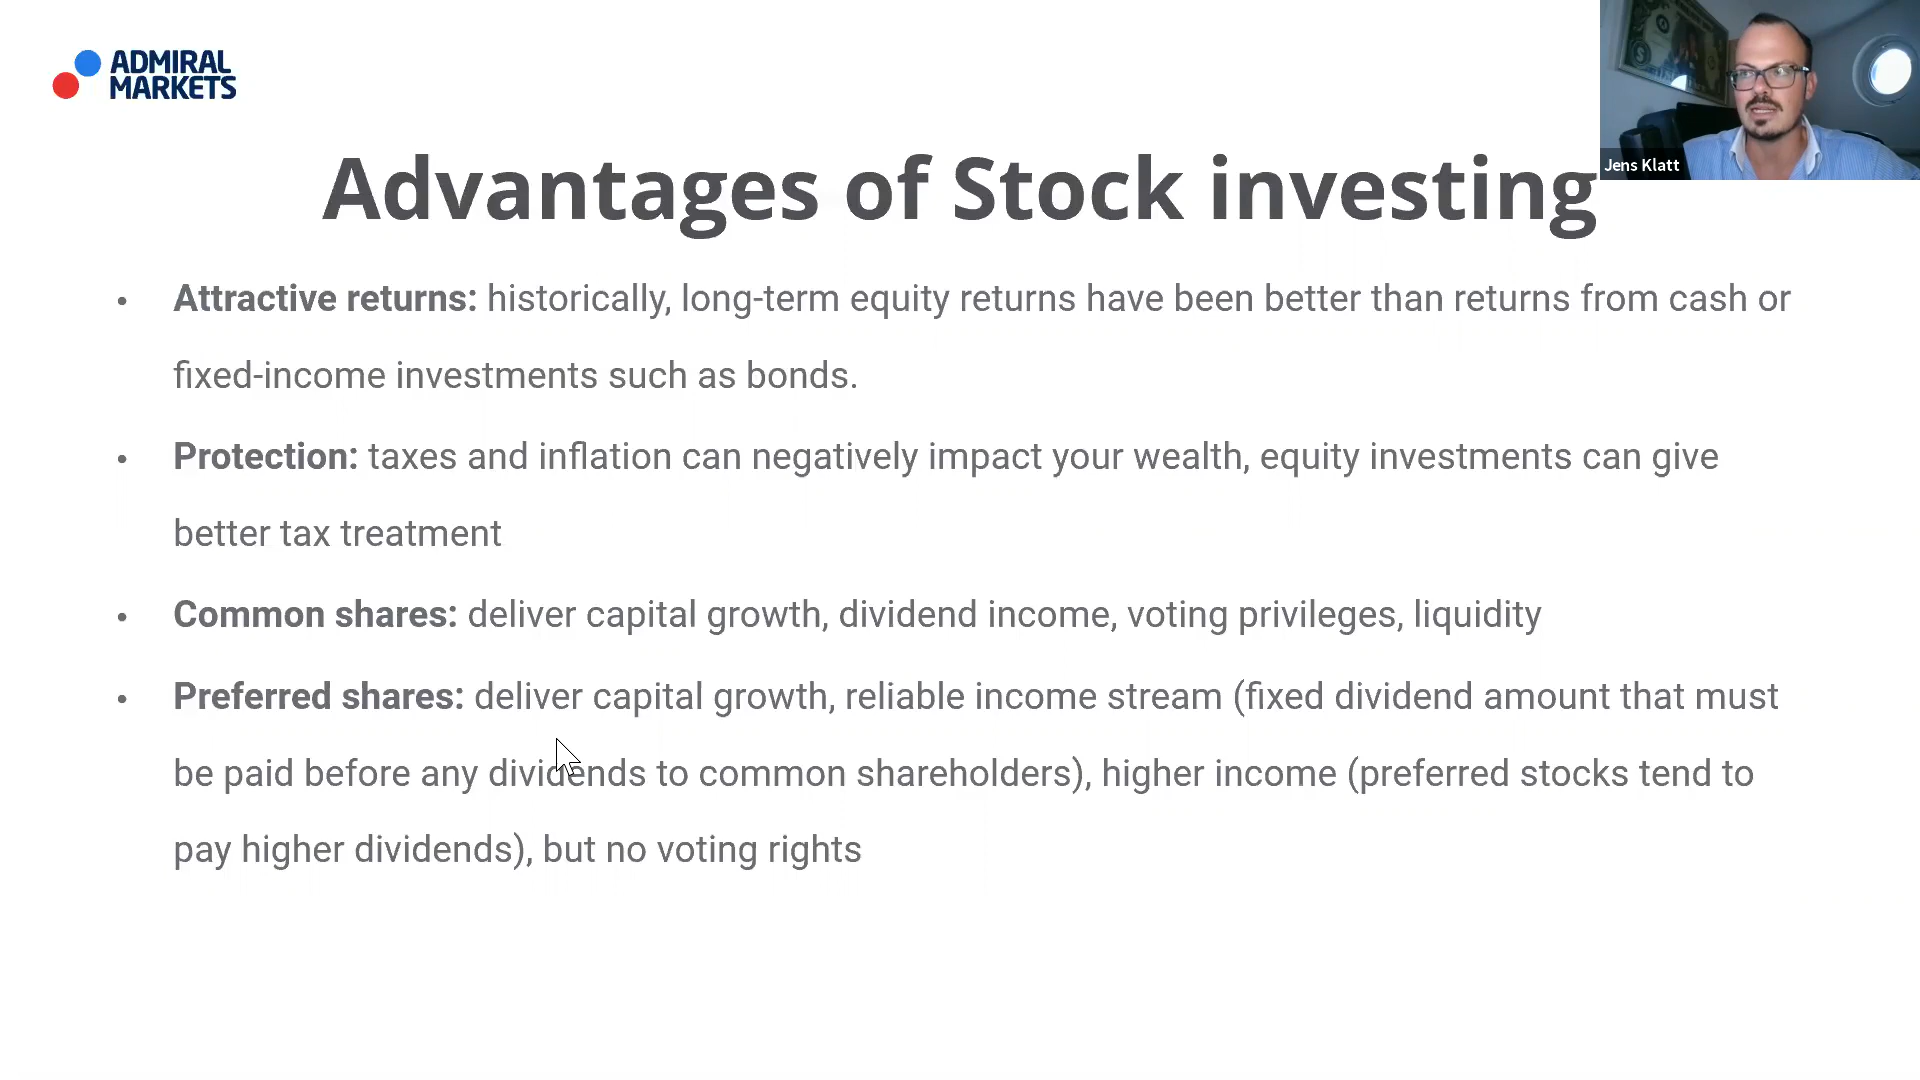 ADMIRAL
MARKETS
Jens Klatt
Advantages of Stock investing
• Attractive returns: historically, long-term equity returns have been better than returns from cash or
fixed-income investments such as bonds.
• Protection: taxes and inflation can negatively impact your wealth, equity investments can give
better tax treatment
• Common shares: deliver capital growth, dividend income, voting privileges, liquidity
• Preferred shares: deliver capital growth, reliable income stream (fixed dividend amount that must
be paid before any dividends to common shareholders), higher income (preferred stocks tend to
pay higher dividends), but no voting rights